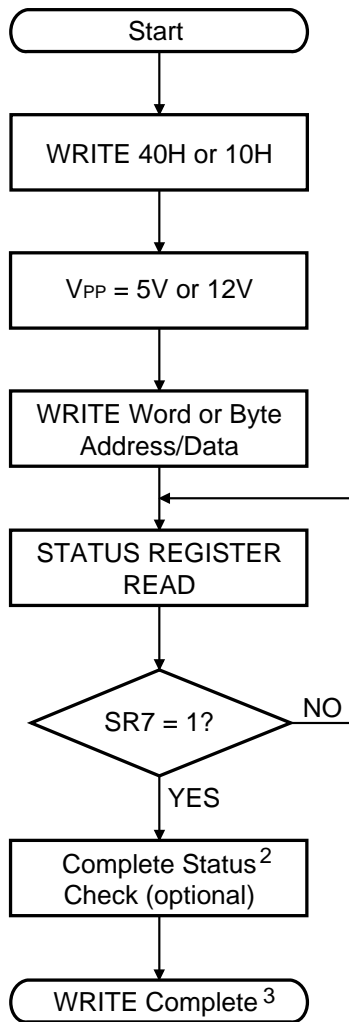 Start
WRITE 40H or 10H
VPP = 5V or 12V
WRITE Word or Byte
Address/Data
STATUS REGISTER
READ
SR7 = 1?
NO
YES
Complete Status 2
Check (optional)
WRITE Complete 3